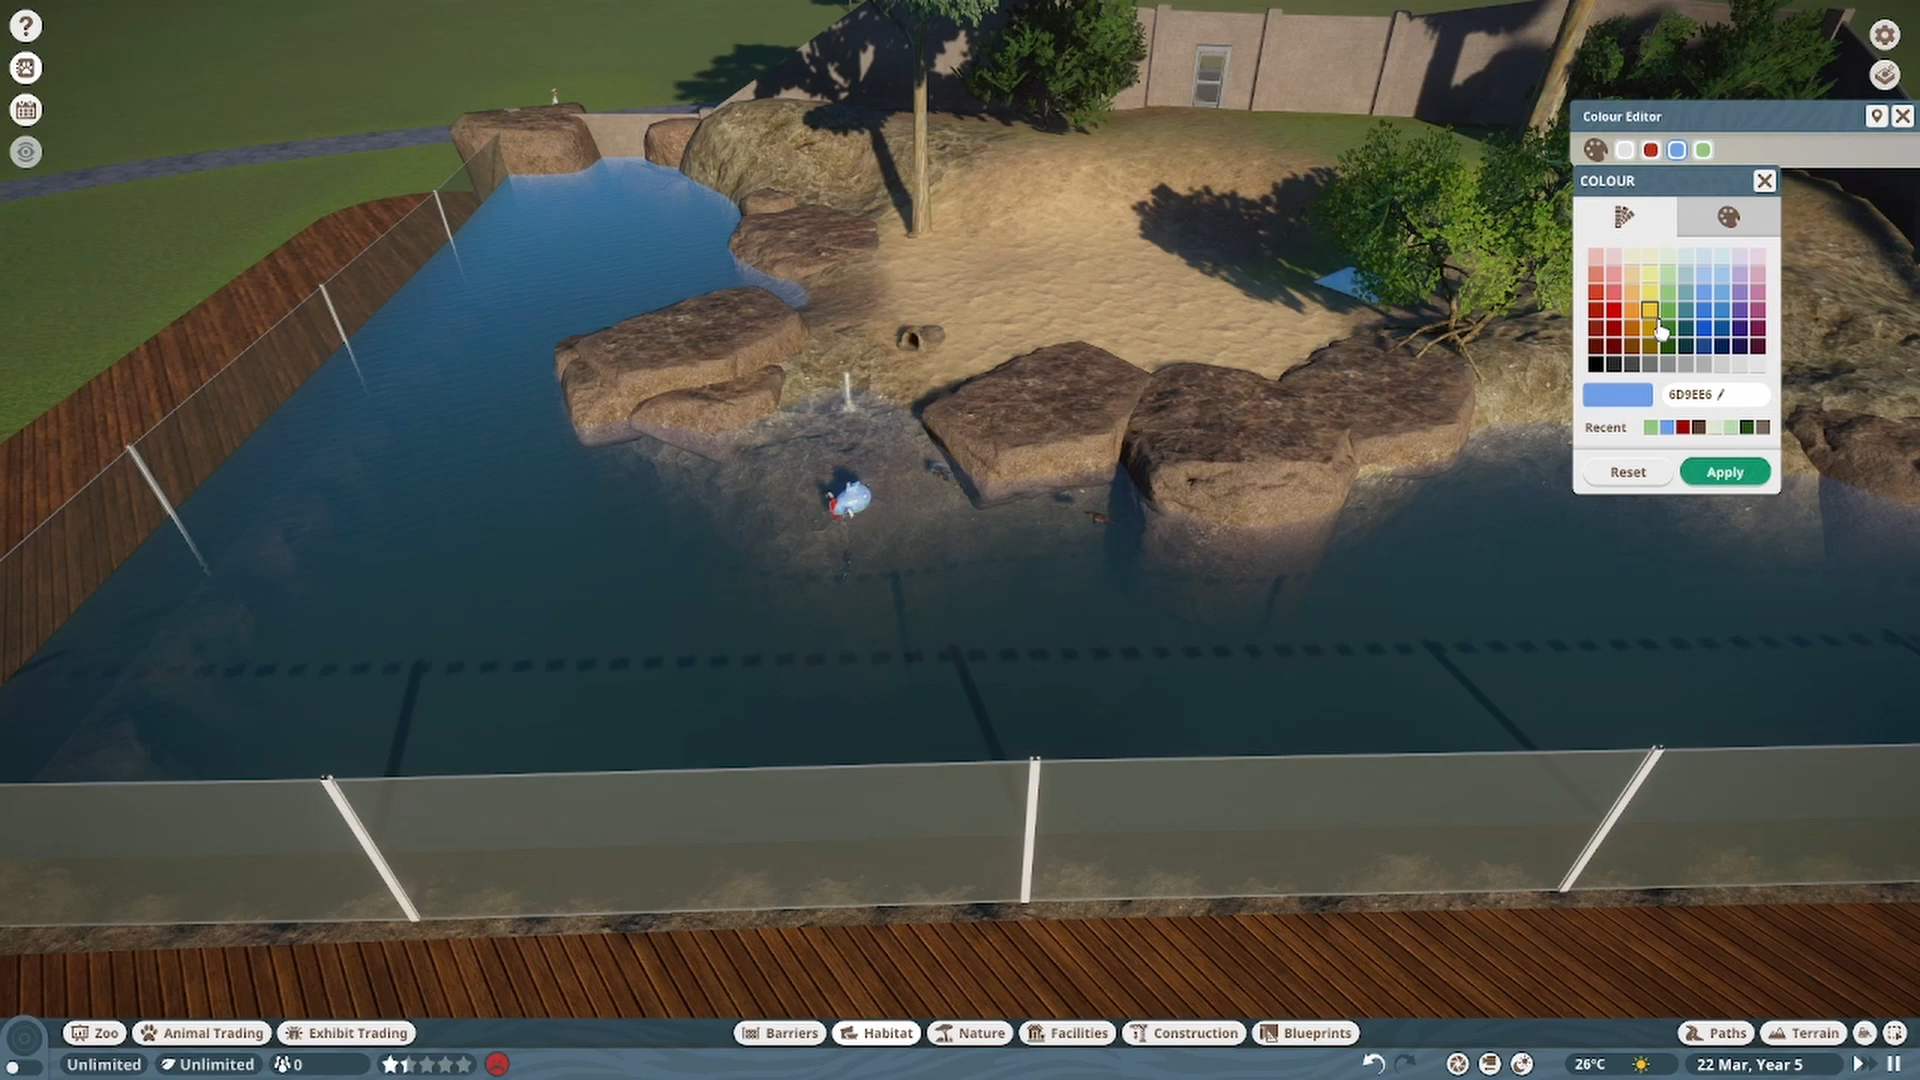 ?
Colour Editor
COLOUR
6D9EE6
Recent
Reset
Apply
Zoo
Animal Trading
Exhibit Trading
Barriers
Habitat
Nature
Facilities
Construction
Blueprints
Paths
Terrain
Unlimited
Unlimited
0
26°C
22 Mar, Year 5